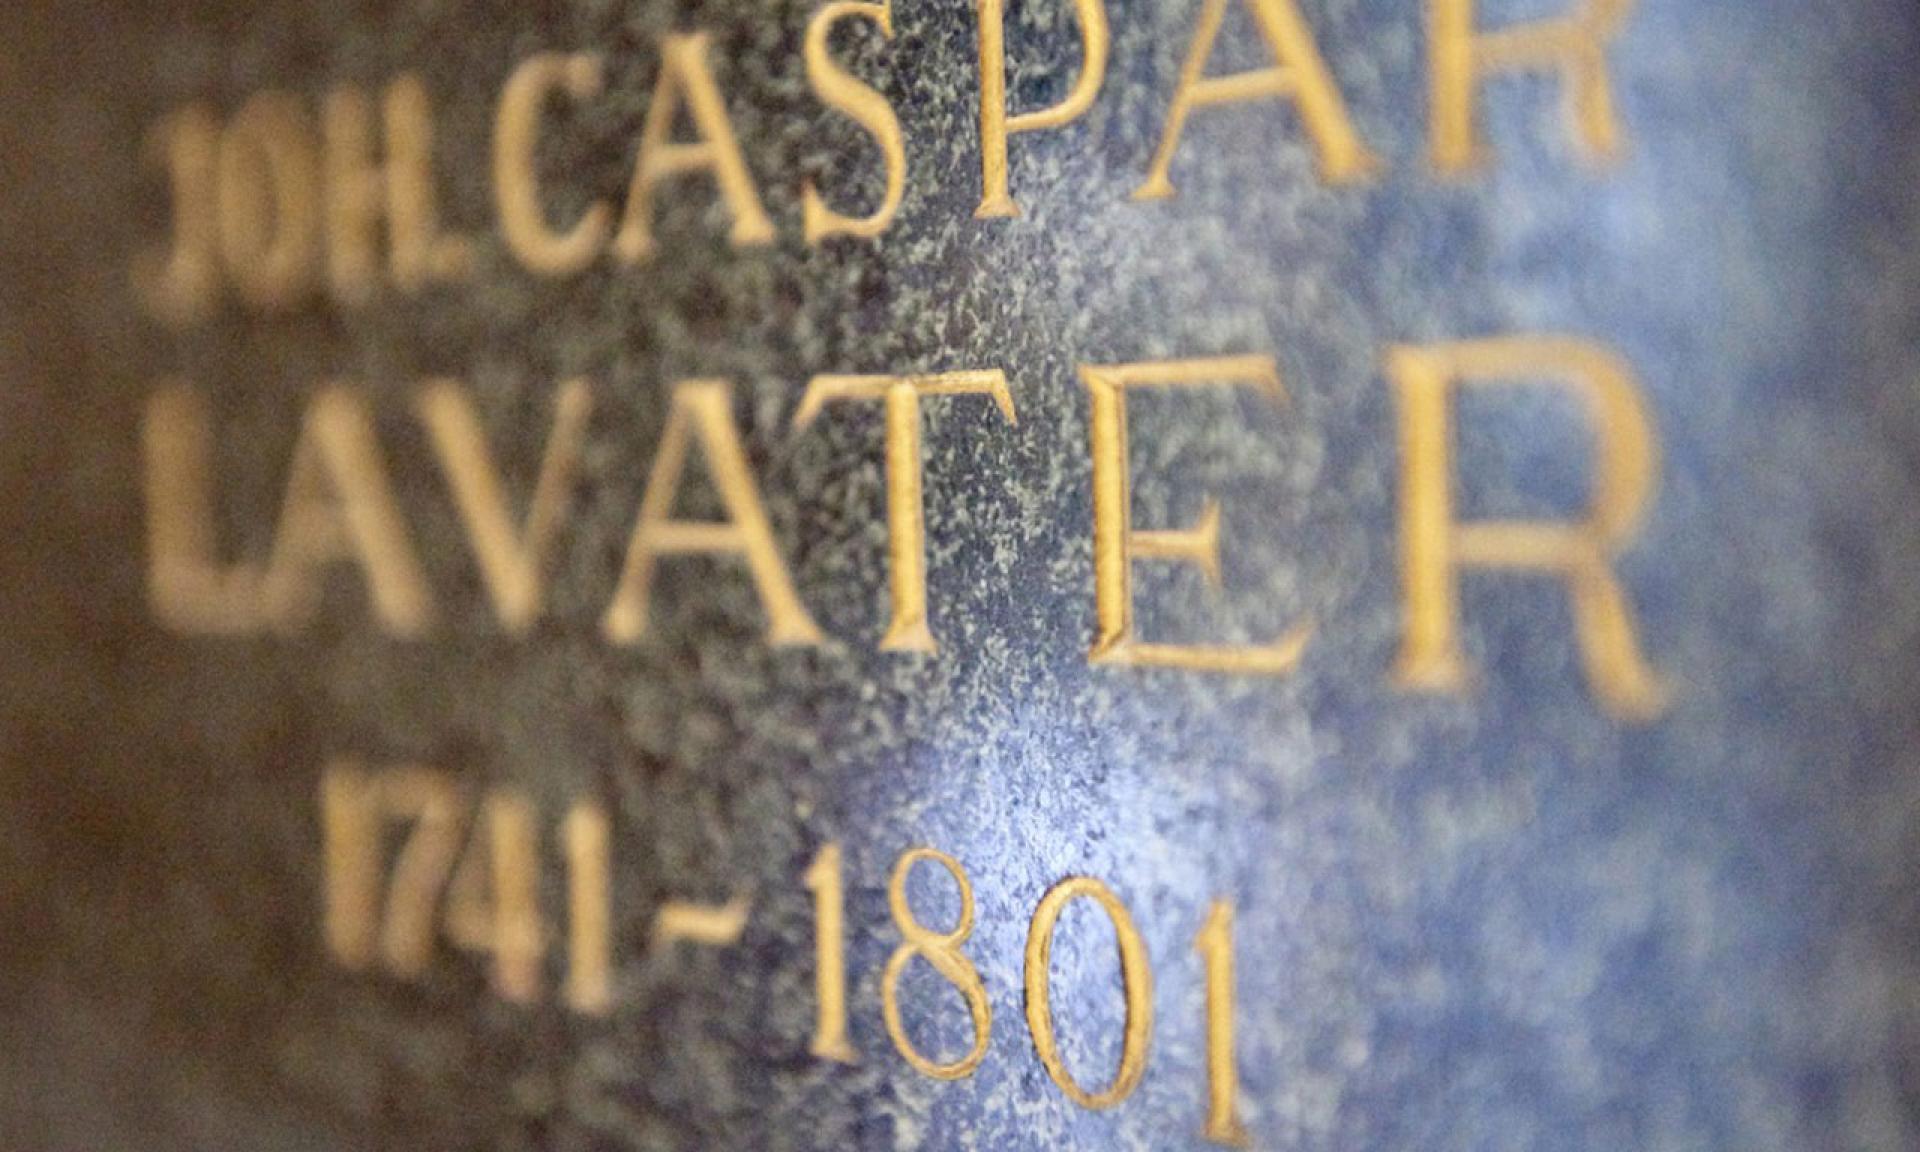 JOH. CASPAR
LAVATER
1741-1801